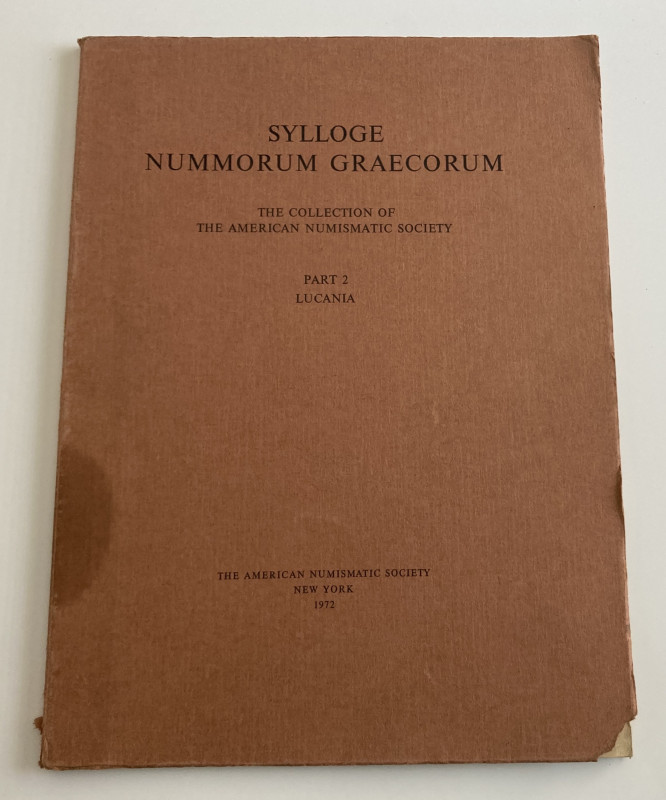 SYLLOGE
NUMMORUM GRAECORUM
THE COLLECTION OF
THE AMERICAN NUMISMATIC SOCIETY
PART 2
LUCANIA
THE AMERICAN NUMISMATIC SOCIETY
NEW YORK
1972